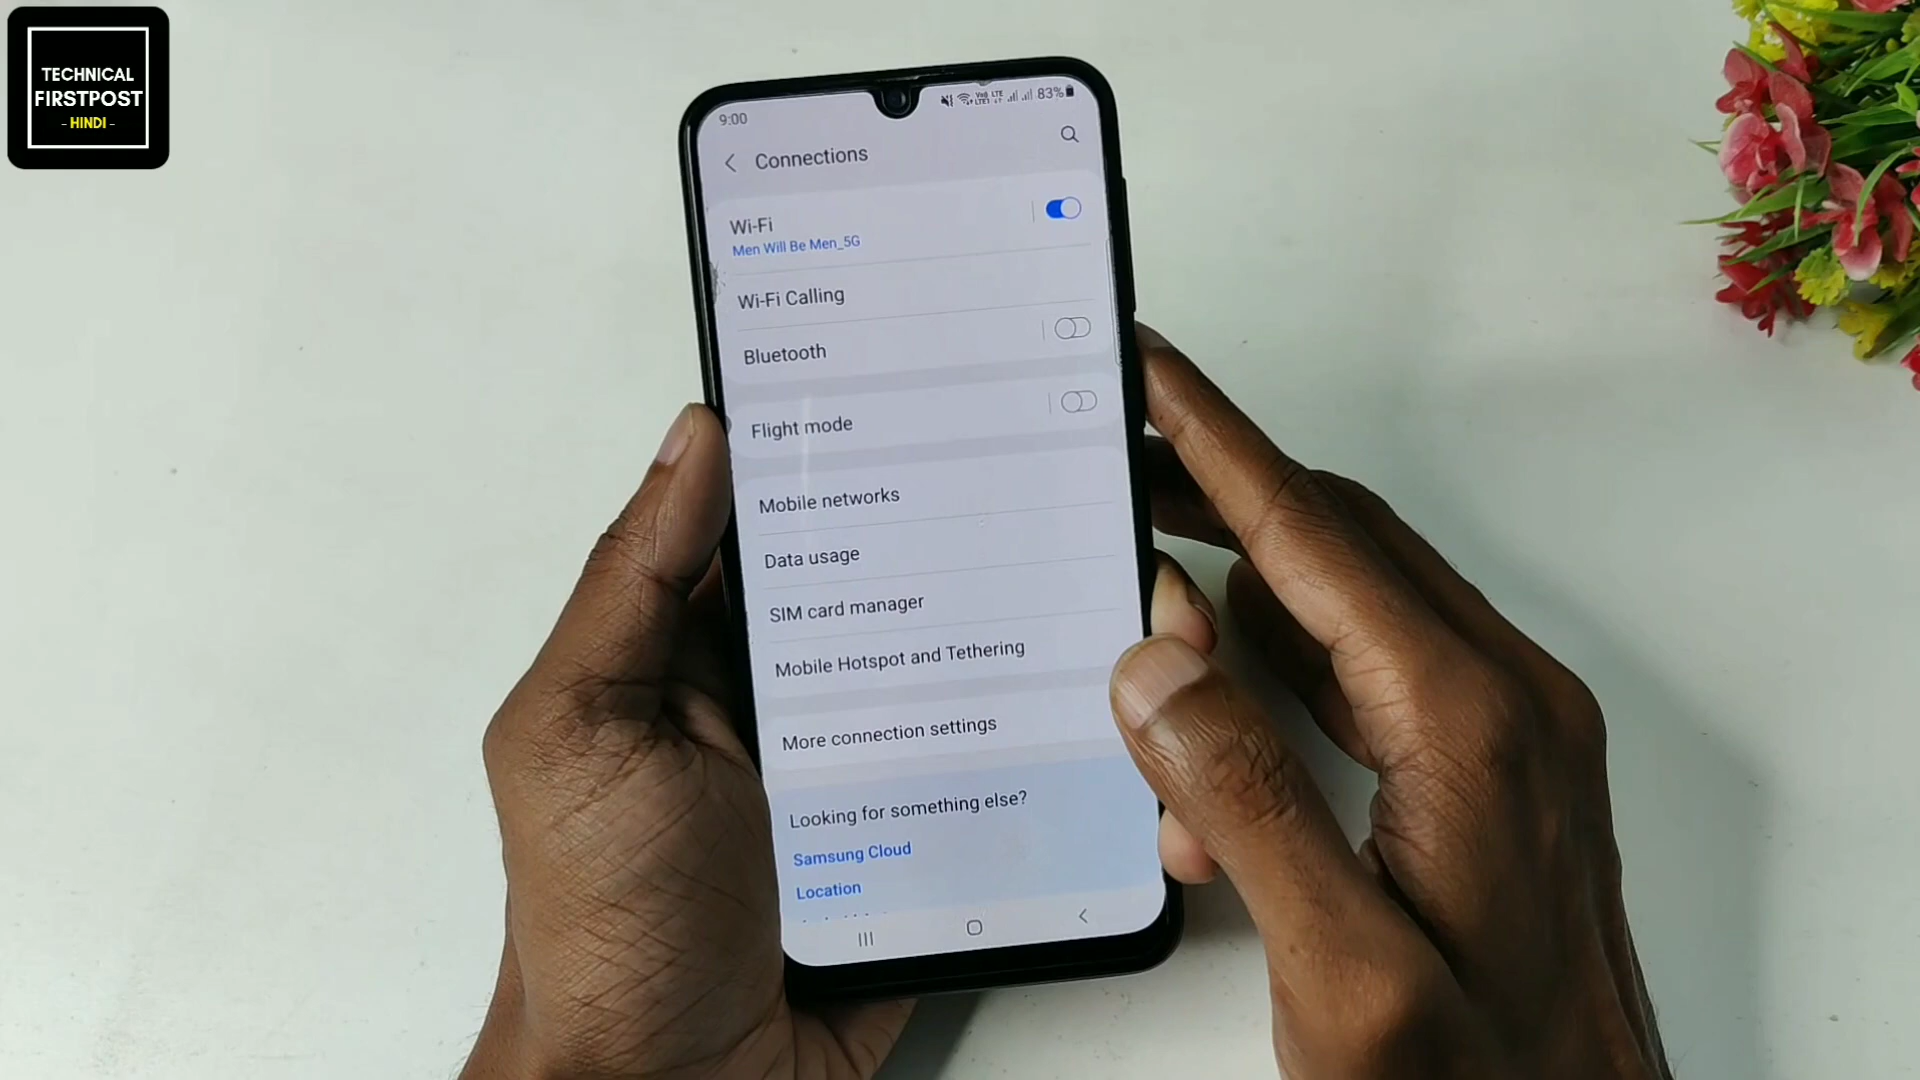 TECHNICAL
FIRSTPOST
- HINDI -
9:00
83%
Connections
Wi-Fi
Men Will Be Men_5G
Wi-Fi Calling
Bluetooth
Flight mode
Mobile networks
Data usage
SIM card manager
Mobile Hotspot and Tethering
More connection settings
Looking for something else?
Samsung Cloud
Location